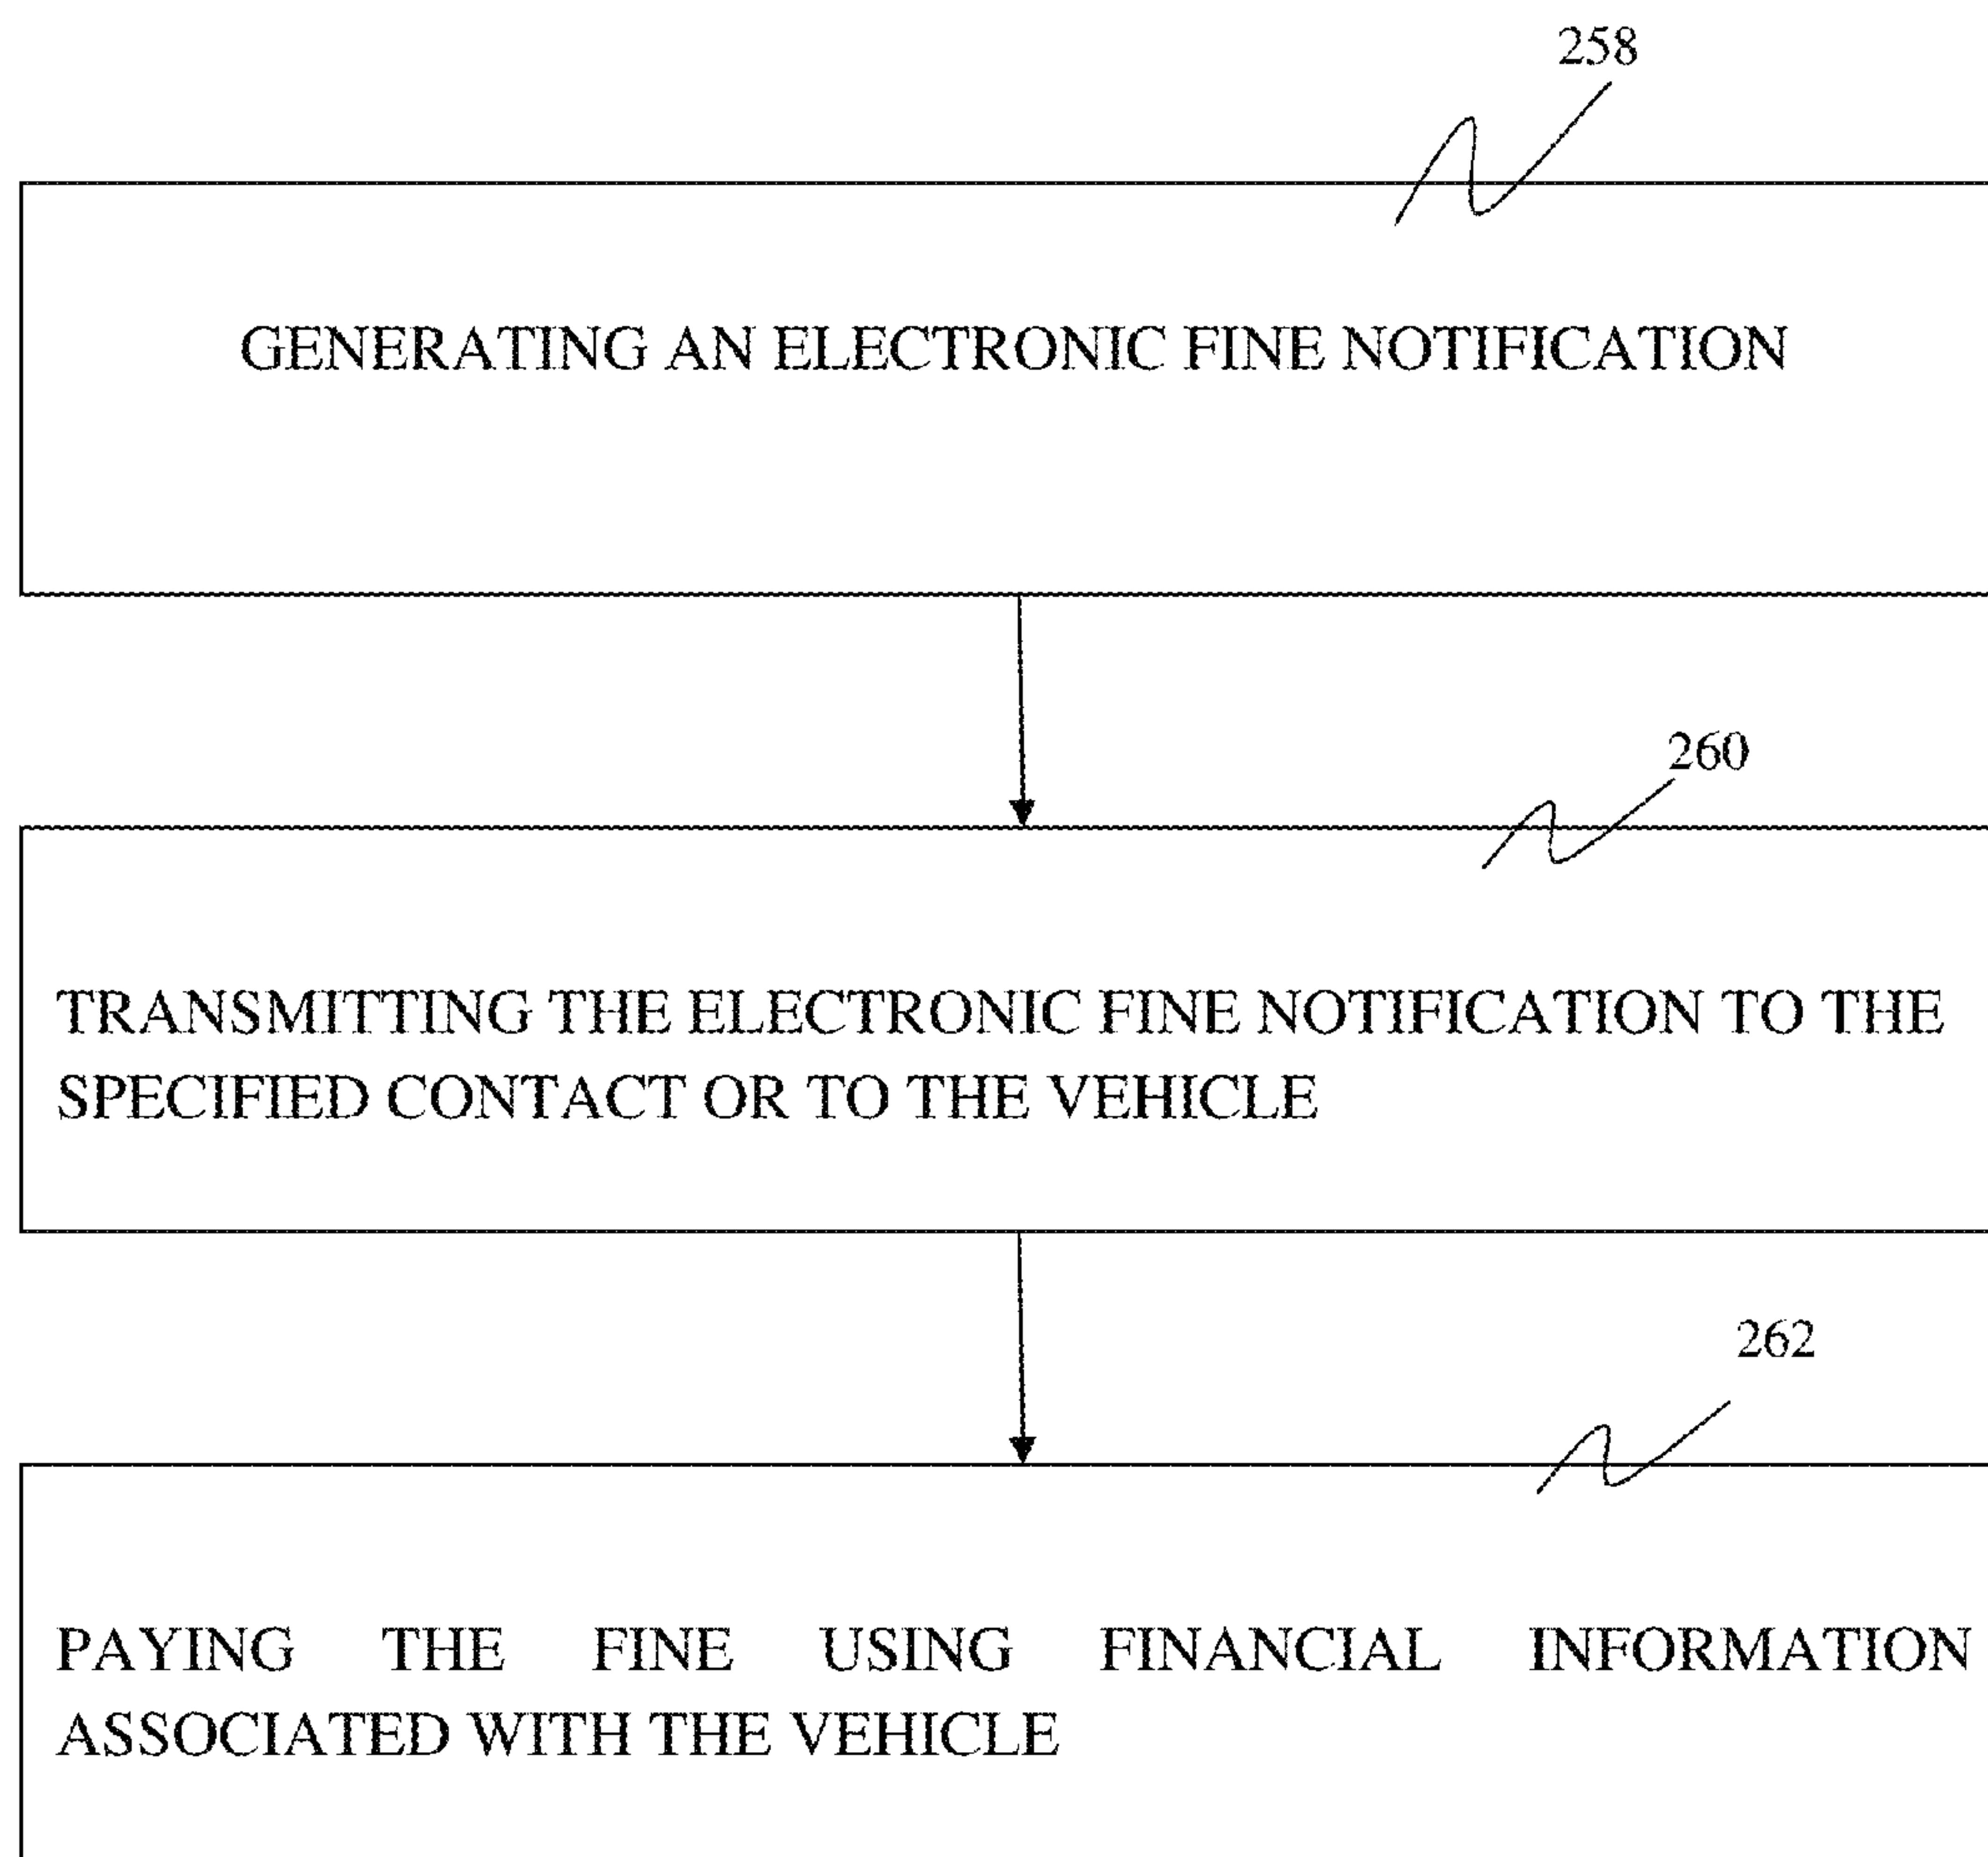 258
GENERATING AN ELECTRONIC FINE NOTIFICATION
260
TRANSMITTING THE ELECTRONIC FINE NOTIFICATION TO THE
SPECIFIED CONTACT OR TO THE VEHICLE
262
PAYING THE FINE USING FINANCIAL INFORMATION
ASSOCIATED WITH THE VEHICLE